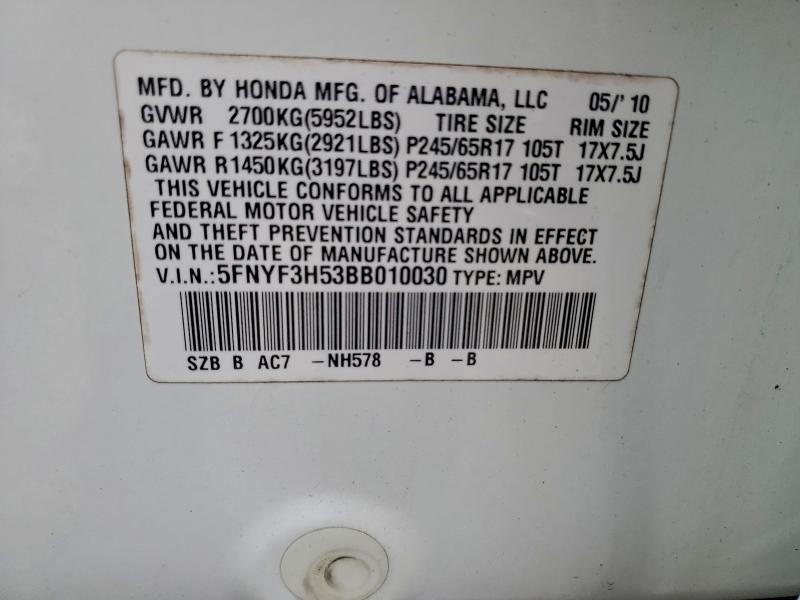 MFD. BY HONDA MFG. OF ALABAMA, LLC 05/'10
GVWR 2700KG(5952LBS) TIRE SIZE RIM SIZE
GAWR F 1325KG(2921LBS) P245/65R17 105T 17X7.5J
GAWR R 1450KG(3197LBS) P245/65R17 105T 17X7.5J
THIS VEHICLE CONFORMS TO ALL APPLICABLE
FEDERAL MOTOR VEHICLE SAFETY
AND THEFT PREVENTION STANDARDS IN EFFECT
ON THE DATE OF MANUFACTURE SHOWN ABOVE.
V.I.N.:5FNYF3H53BB010030 TYPE: MPV
SZB B AC7 -NH578 -B -B